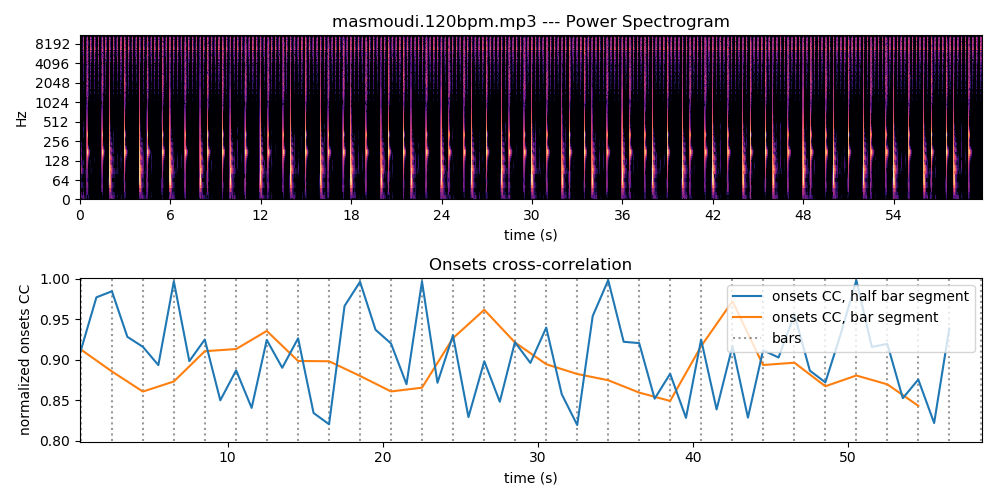 masmoudi.120bpm.mp3 --- Power Spectrogram
8192
4096
2048
1024
512
256
128
64
0
Hz
0 6 12 18 24 30 36 42 48 54
time (s)
Onsets cross-correlation
1.00
0.95
0.90
0.85
0.80
normalized onsets CC
onsets CC, half bar segment
onsets CC, bar segment
bars
10 20 30 40 50
time (s)